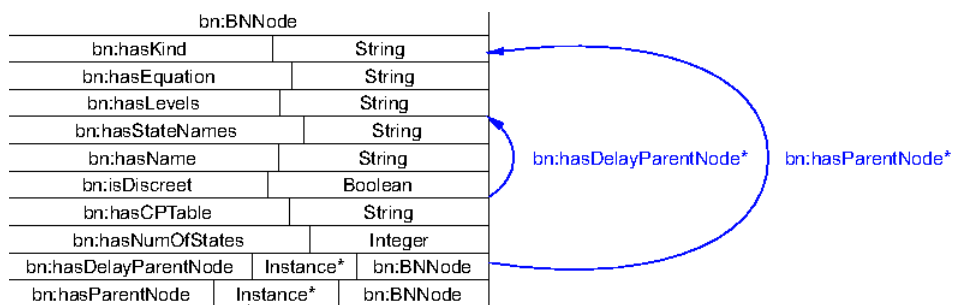 bn:BNNode
bn:hasKind String
bn:hasEquation String
bn:hasLevels String
bn:hasStateNames String
bn:hasName String
bn:hasDelayParentNode* bn:hasParentNode*
bn:isDiscreet Boolean
bn:hasCPTable String
bn:hasNumOfStates Integer
bn:hasDelayParentNode Instance* bn:BNNode
bn:hasParentNode Instance* bn:BNNode